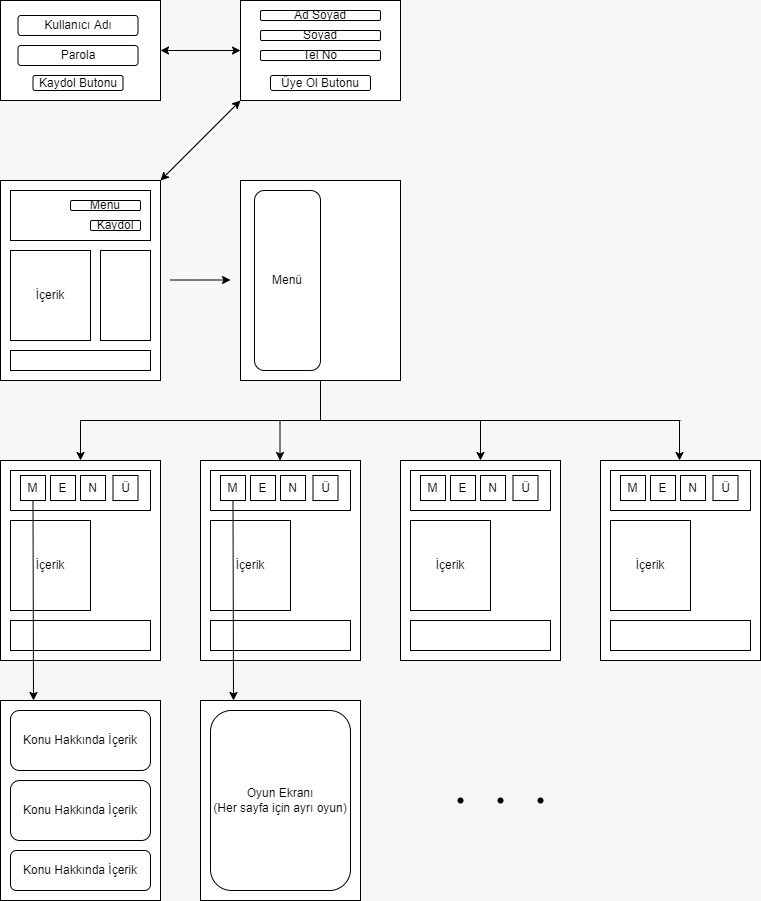 Kullanıcı Adı
Parola
Kaydol Butonu
Ad Soyad
Soyad
Tel No
Üye Ol Butonu
Menu
Kaydol
İçerik
Menü
M E N Ü
İçerik
M E N Ü
İçerik
M E N Ü
İçerik
M E N Ü
İçerik
Konu Hakkında İçerik
Konu Hakkında İçerik
Konu Hakkında İçerik
Oyun Ekranı
(Her sayfa için ayrı oyun)